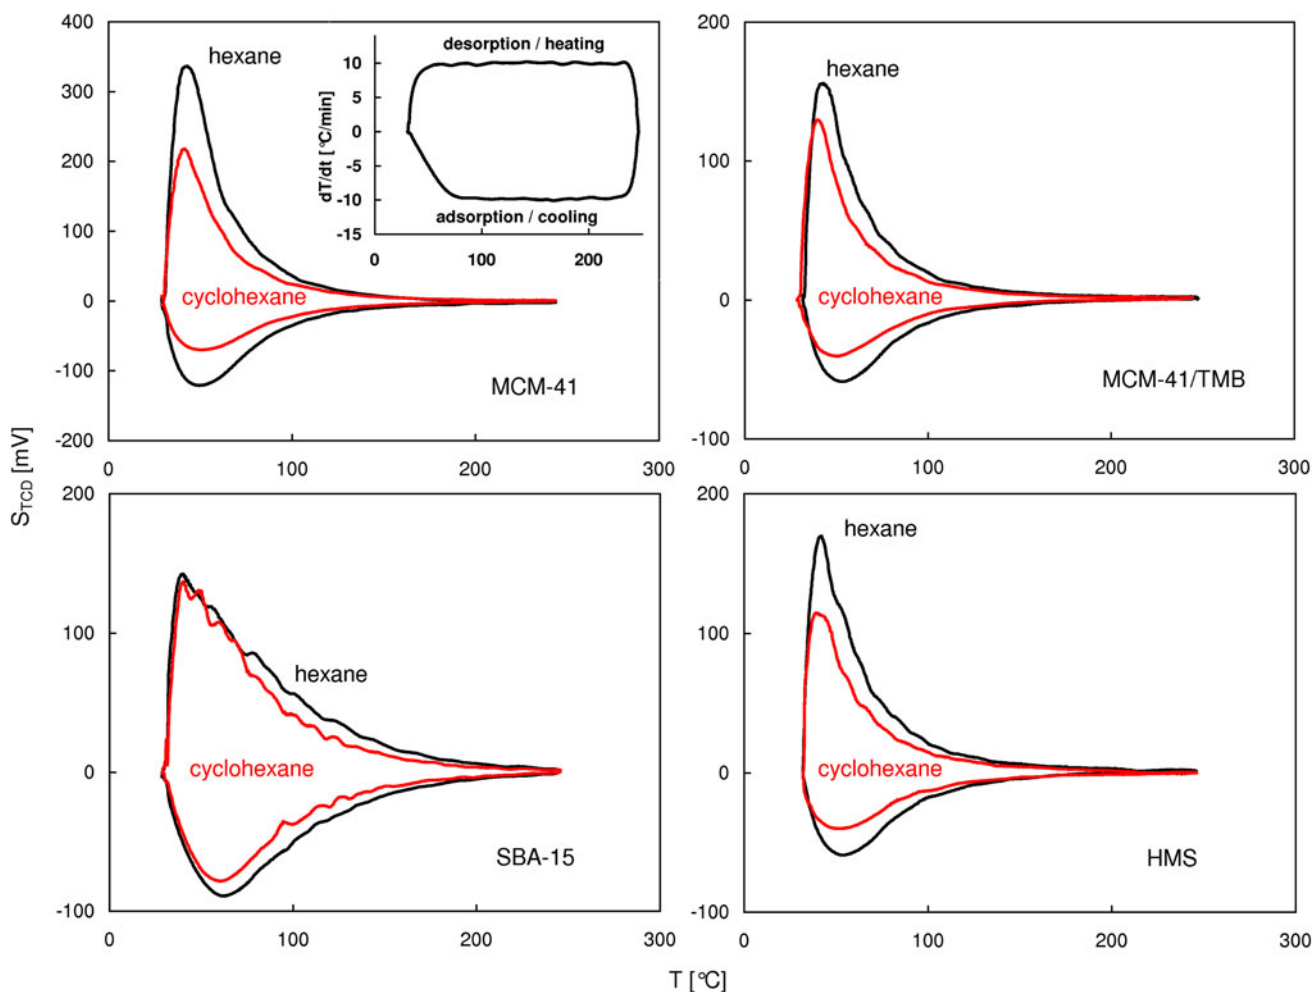 400
300
200
100
0
-100
-200
0
100
200
300
hexane
cyclohexane
MCM-41
dT/dt [°C/min]
10
5
0
-5
-10
-15
0
100
200
desorption / heating
adsorption / cooling
200
100
0
-100
0
100
200
300
hexane
cyclohexane
MCM-41/TMB
S_TCD [mV]
200
100
0
-100
0
100
200
300
hexane
cyclohexane
SBA-15
200
100
0
-100
0
100
200
300
hexane
cyclohexane
HMS
T [°C]